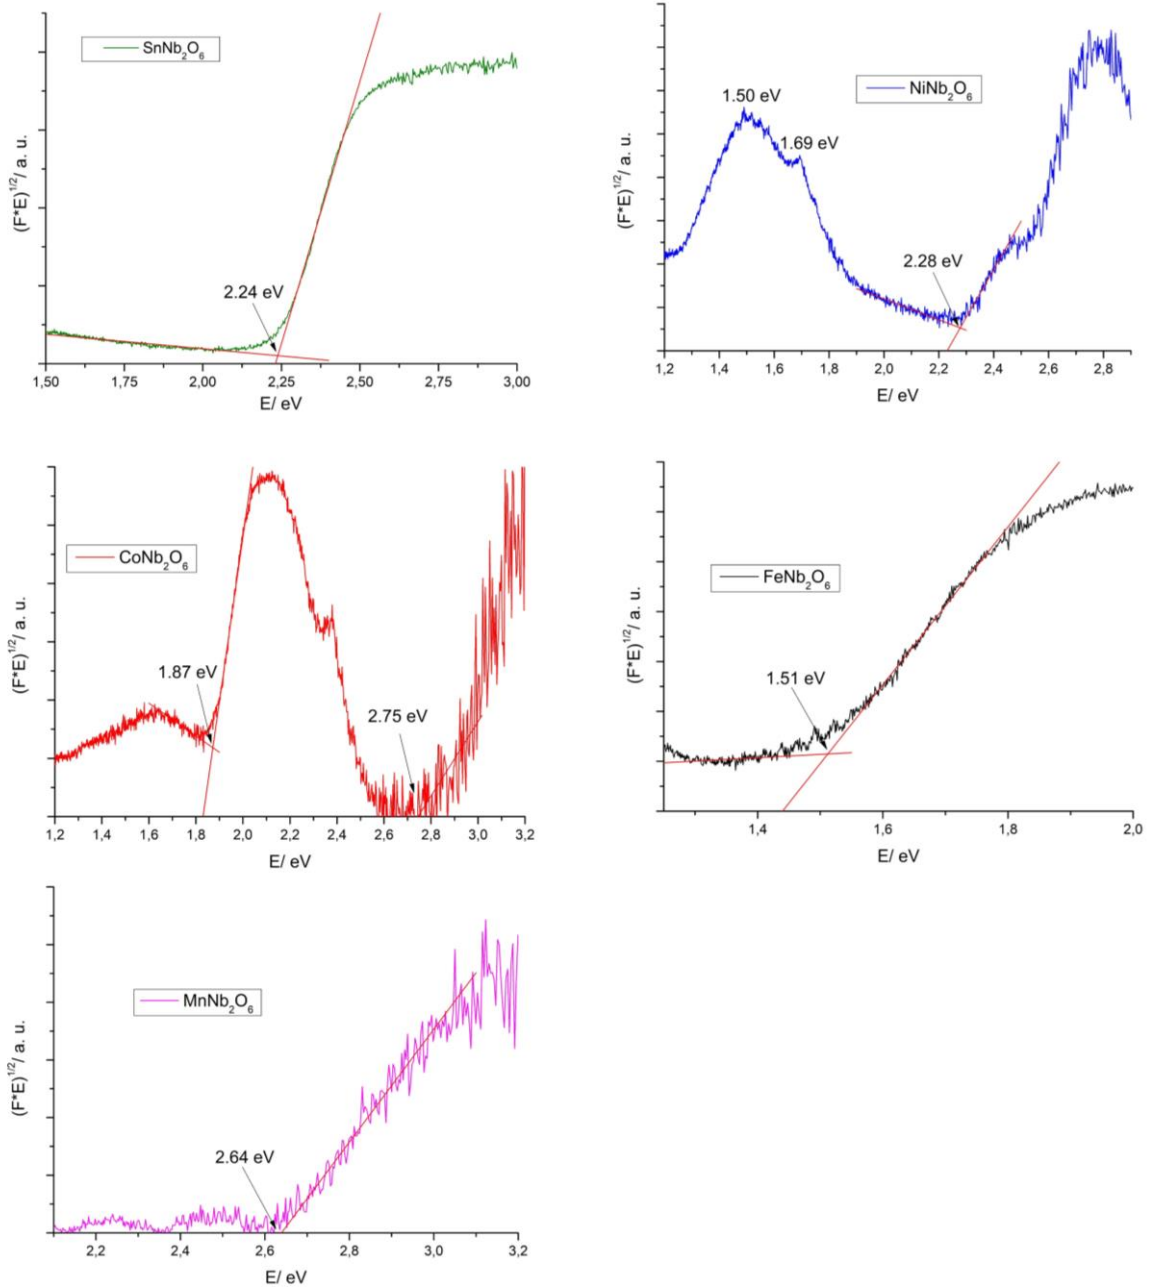 SnNb2O6
2.24 eV
(F*E)1/2/ a. u.
1,50 1,75 2,00 2,25 2,50 2,75 3,00
E/ eV
NiNb2O6
1.50 eV
1.69 eV
2.28 eV
(F*E)1/2/ a. u.
1,2 1,4 1,6 1,8 2,0 2,2 2,4 2,6 2,8
E/ eV
CoNb2O6
1.87 eV
2.75 eV
(F*E)1/2/ a. u.
1,2 1,4 1,6 1,8 2,0 2,2 2,4 2,6 2,8 3,0 3,2
E/ eV
FeNb2O6
1.51 eV
(F*E)1/2/ a. u.
1,4 1,6 1,8 2,0
E/ eV
MnNb2O6
2.64 eV
(F*E)1/2/ a. u.
2,2 2,4 2,6 2,8 3,0 3,2
E/ eV